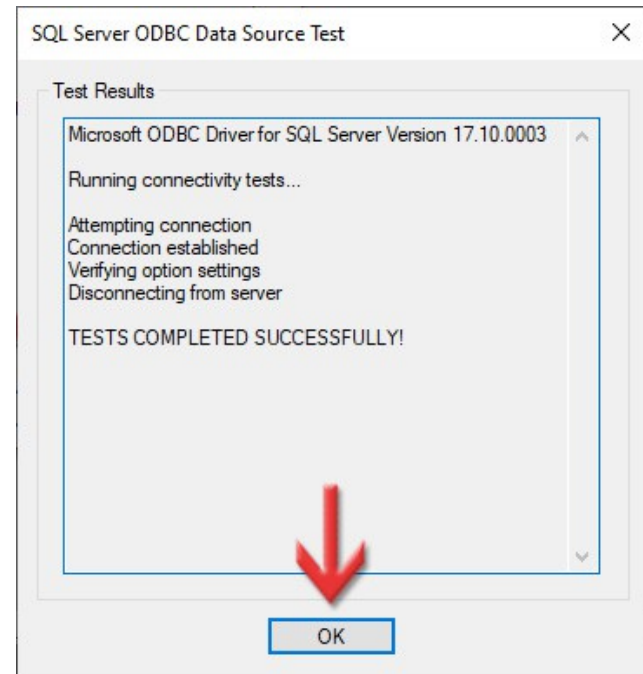 SQL Server ODBC Data Source Test
Test Results
Microsoft ODBC Driver for SQL Server Version 17.10.0003
Running connectivity tests...
Attempting connection
Connection established
Verifying option settings
Disconnecting from server
TESTS COMPLETED SUCCESSFULLY!
OK